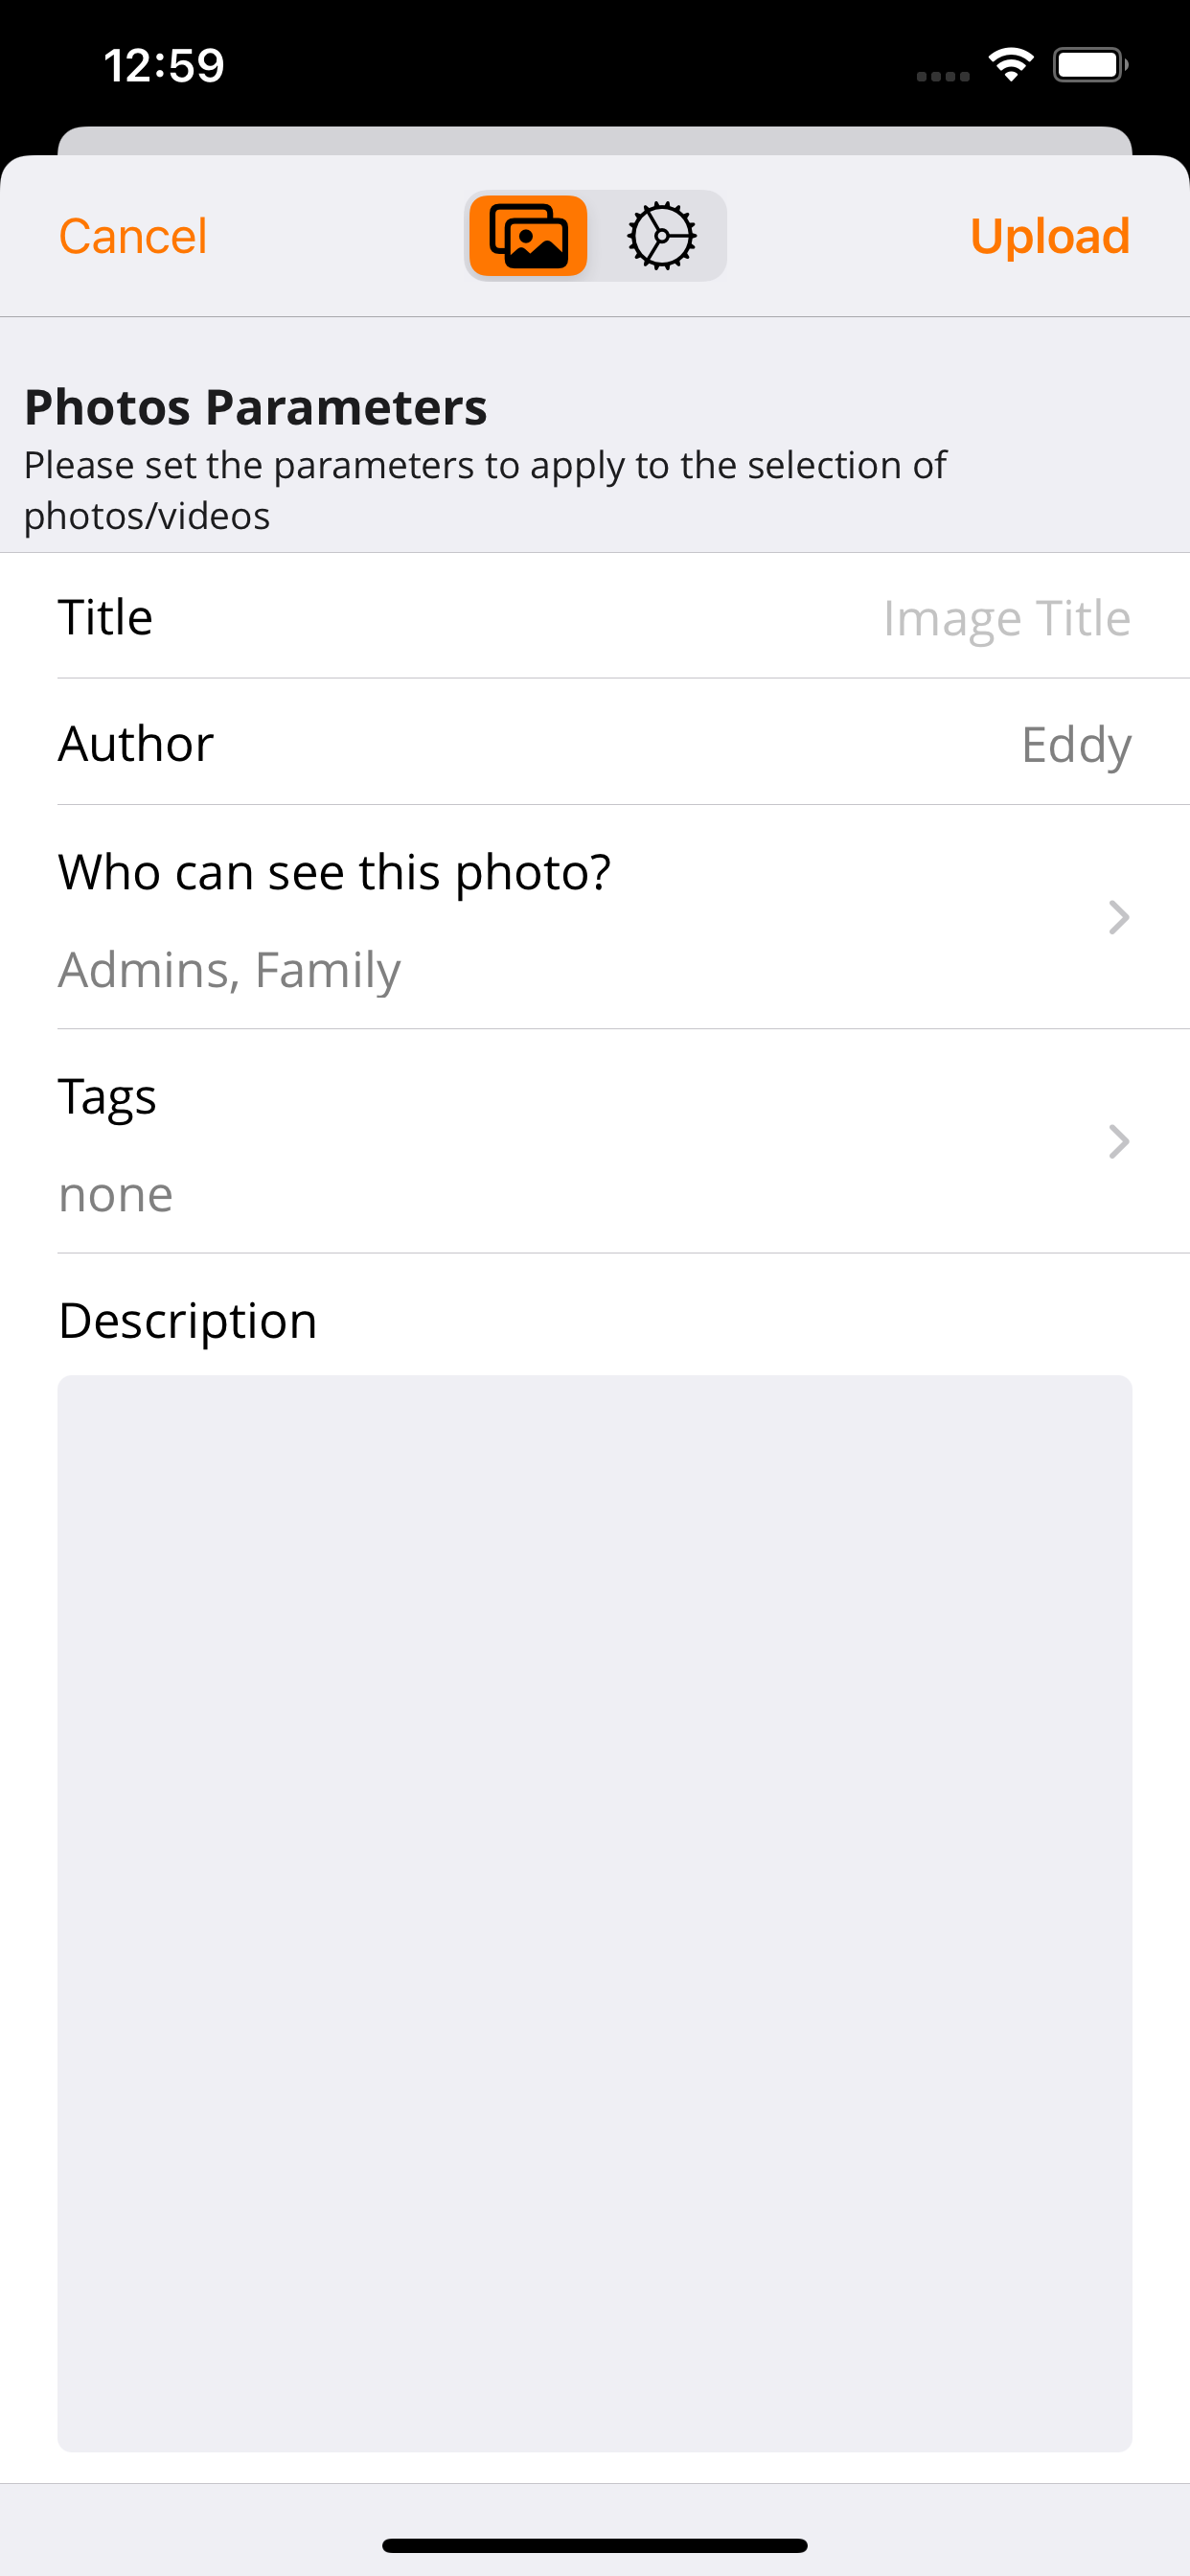 12:59
Cancel
Upload
Photos Parameters
Please set the parameters to apply to the selection of
photos/videos
Title
Image Title
Author
Eddy
Who can see this photo?
Admins, Family
Tags
none
Description